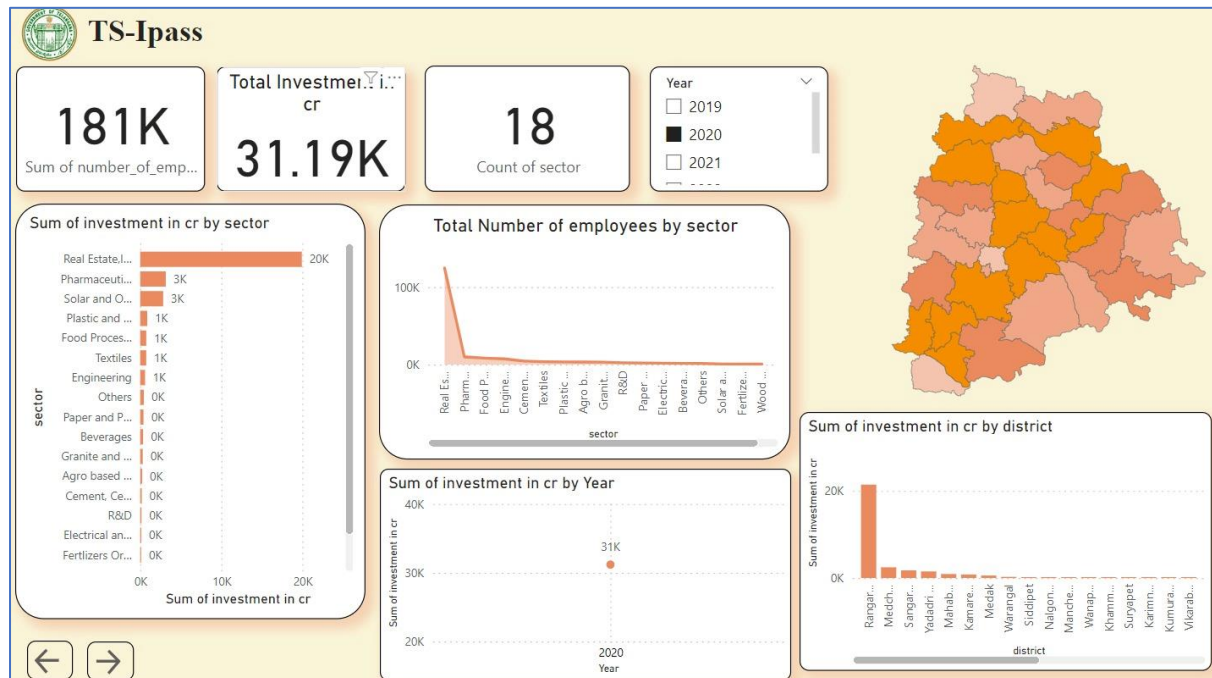 TS-Ipass
181K
Sum of number_of_emp...
Total Investment i...
cr
31.19K
18
Count of sector
Year
2019
2020
2021
Sum of investment in cr by sector
sector
Real Estate,I... 20K
Pharmaceuti... 3K
Solar and O... 3K
Plastic and ... 1K
Food Proces... 1K
Textiles 1K
Engineering 1K
Others 0K
Paper and P... 0K
Beverages 0K
Granite and ... 0K
Agro based ... 0K
Cement, Ce... 0K
R&D 0K
Electrical an... 0K
Fertlizers Or... 0K
0K 10K 20K
Sum of investment in cr
Total Number of employees by sector
100K
0K
Real Es...
Pharm...
Food P...
Engine...
Cemen...
Textiles
Plastic ...
Agro b...
Granit...
R&D
Paper ...
Electric...
Bevera...
Others
Solar a...
Fertlize...
Wood ...
sector
Sum of investment in cr by Year
Sum of investment in cr
40K
31K
30K
20K
2020
Year
Sum of investment in cr by district
Sum of investment in cr
20K
0K
Rangar...
Medch...
Sangar...
Yadadri ...
Mahab...
Kamare...
Medak
Warangal
Siddipet
Nalgon...
Manche...
Wanap...
Khamm...
Suryapet
Karimn...
Kumura...
Vikarab...
district